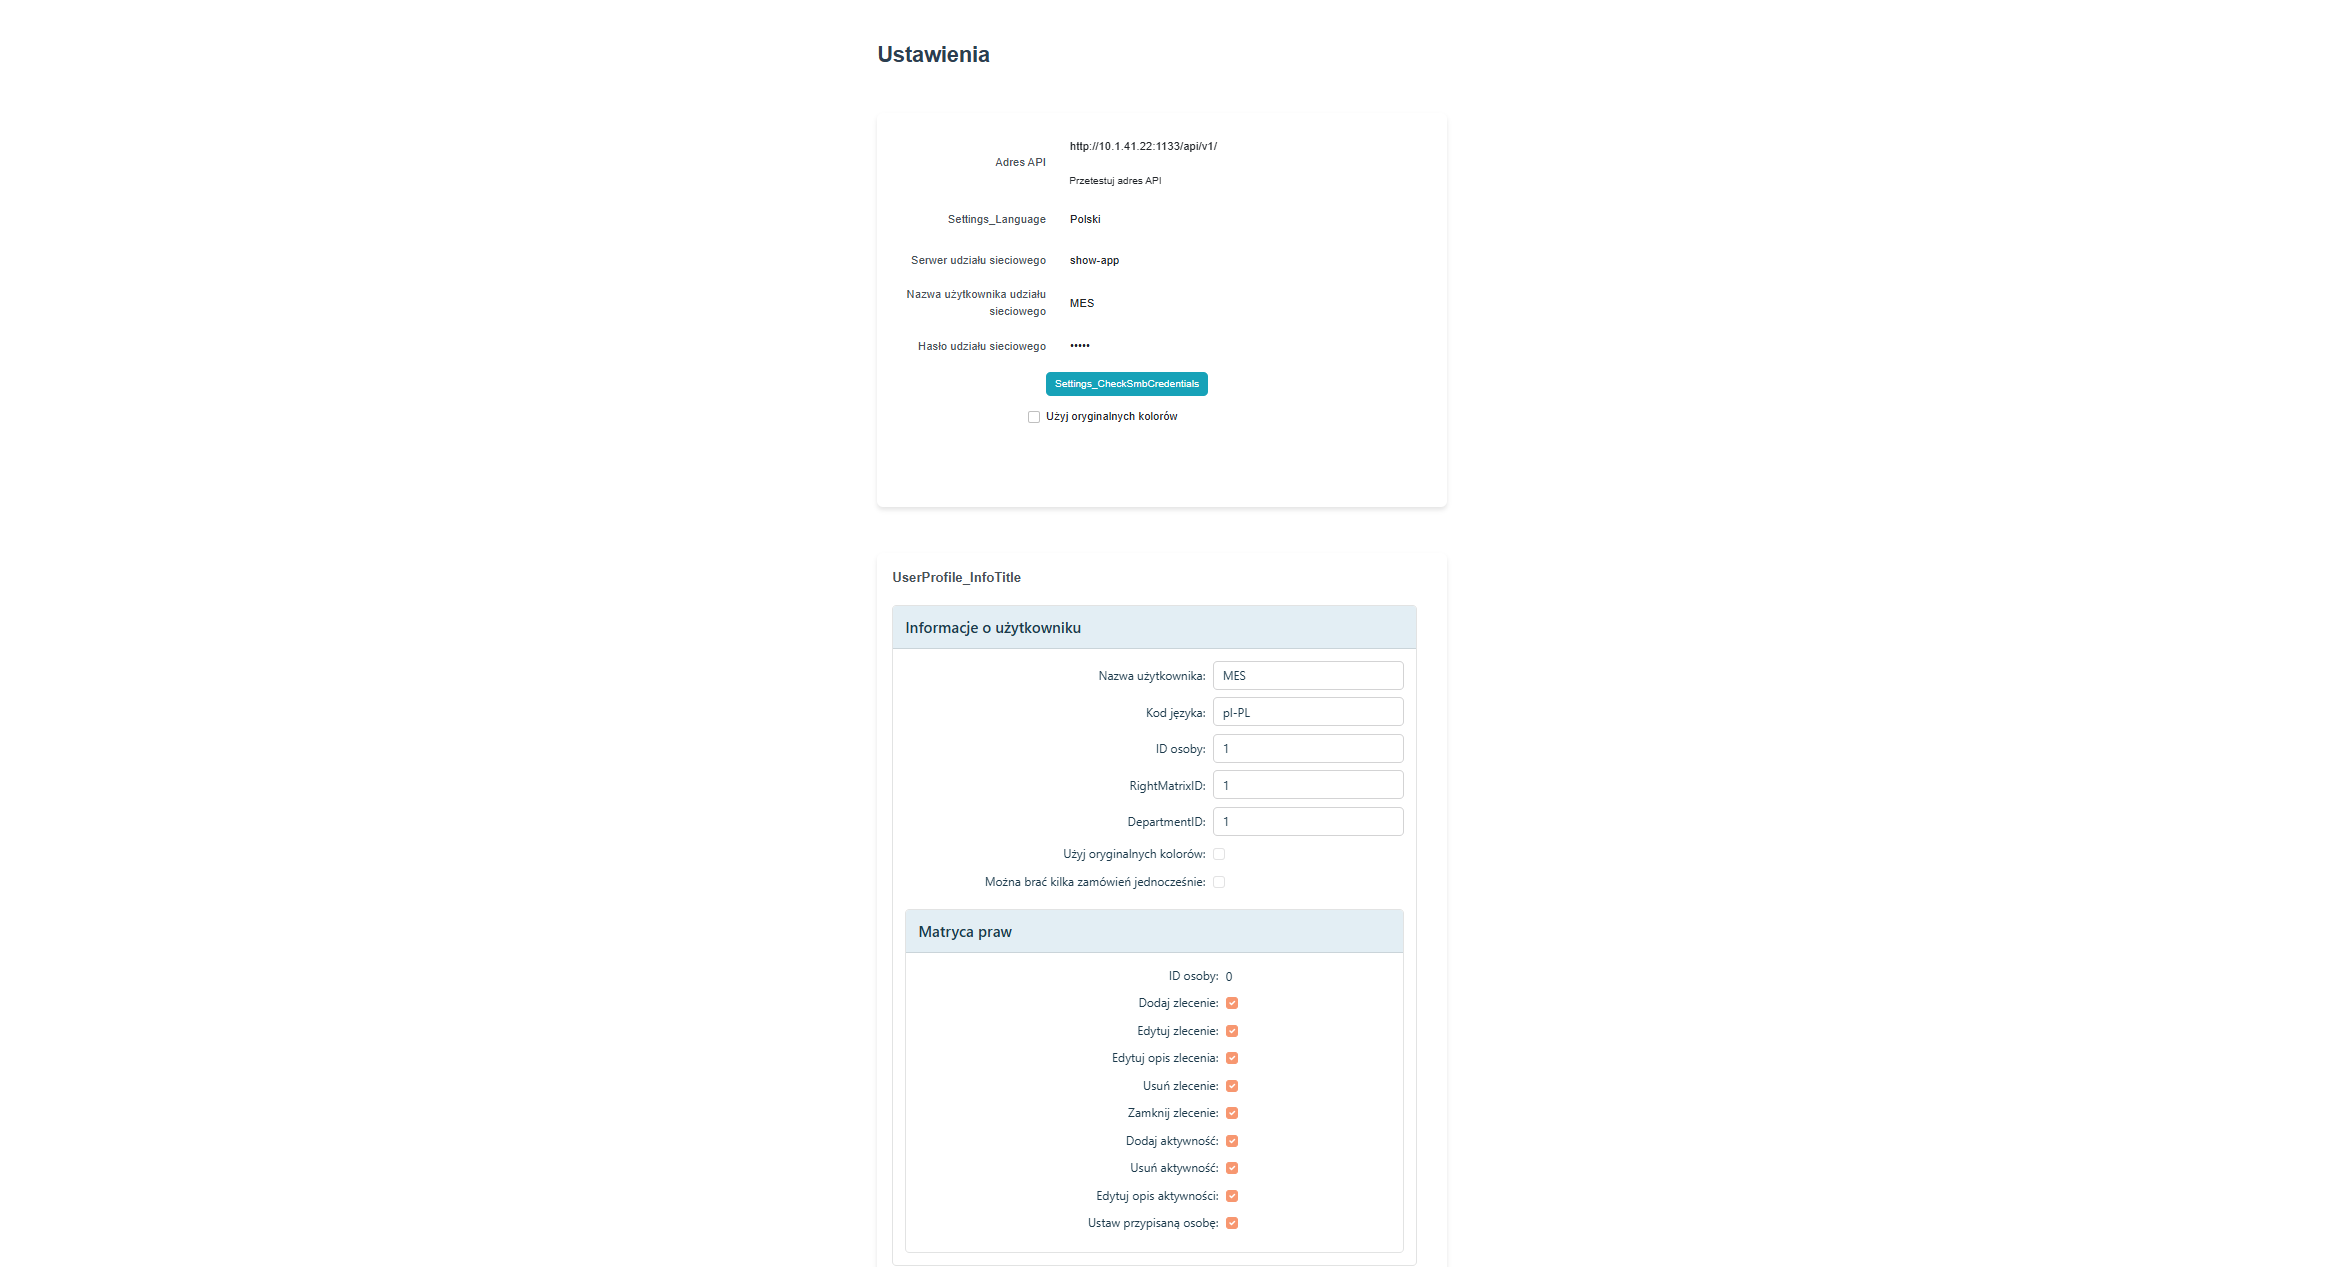 Ustawienia
Adres API
http://10.1.41.22:1133/api/v1/
Przetestuj adres API
Settings_Language
Polski
Serwer udziału sieciowego
show-app
Nazwa użytkownika udziału
sieciowego
MES
Hasło udziału sieciowego
•••••
Settings_CheckSmbCredentials
Użyj oryginalnych kolorów
UserProfile_InfoTitle
Informacje o użytkowniku
Nazwa użytkownika: MES
Kod języka: pl-PL
ID osoby: 1
RightMatrixID: 1
DepartmentID: 1
Użyj oryginalnych kolorów:
Można brać kilka zamówień jednocześnie:
Matryca praw
ID osoby: 0
Dodaj zlecenie:
Edytuj zlecenie:
Edytuj opis zlecenia:
Usuń zlecenie:
Zamknij zlecenie:
Dodaj aktywność:
Usuń aktywność:
Edytuj opis aktywności:
Ustaw przypisaną osobę: